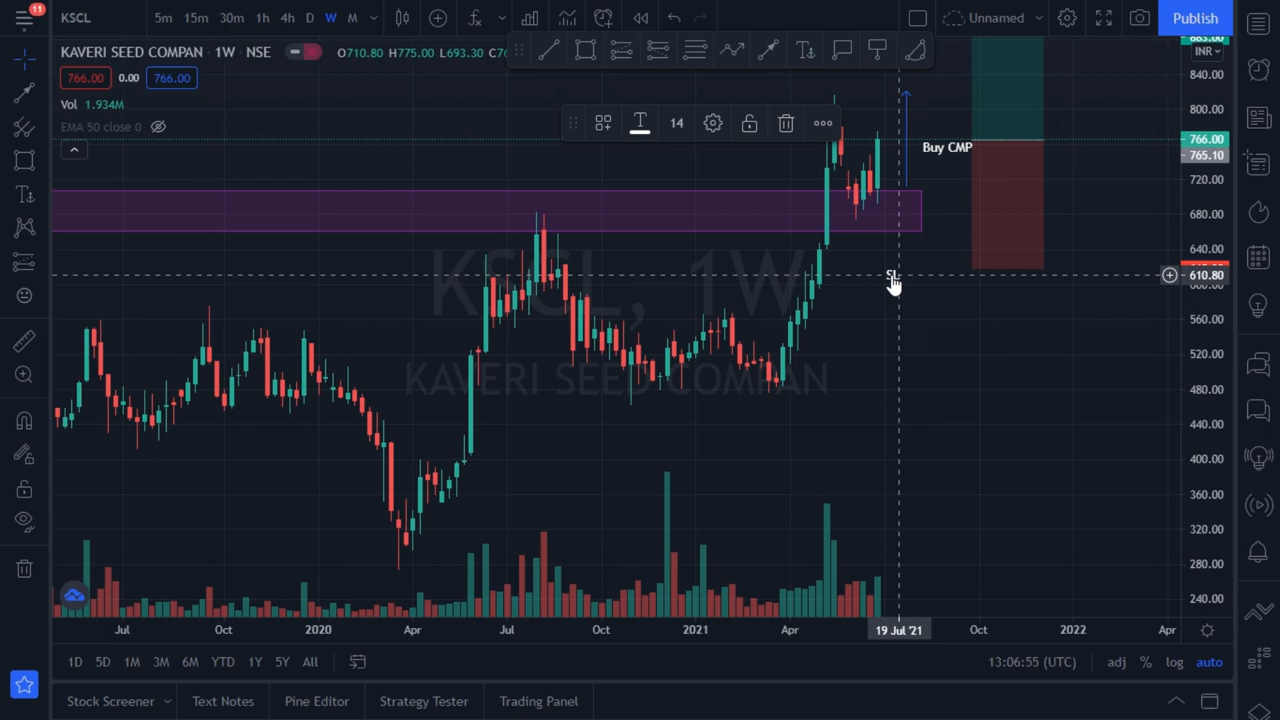 11
KSCL
5m 15m 30m 1h 4h D W M
Unnamed
Publish
KAVERI SEED COMPAN · 1W · NSE
O710.80 H775.00 L693.30
INR
766.00 0.00 766.00
Vol 1.934M
EMA 50 close 0
14
Buy CMP
SL
KSCL, 1W
KAVERI SEED COMPAN
840.00
800.00
766.00
765.10
720.00
680.00
640.00
610.80
560.00
520.00
480.00
440.00
400.00
360.00
320.00
280.00
240.00
Jul Oct 2020 Apr Jul Oct 2021 Apr 19 Jul '21 Oct 2022 Apr
1D 5D 1M 3M 6M YTD 1Y 5Y All
13:06:55 (UTC) adj % log auto
Stock Screener Text Notes Pine Editor Strategy Tester Trading Panel